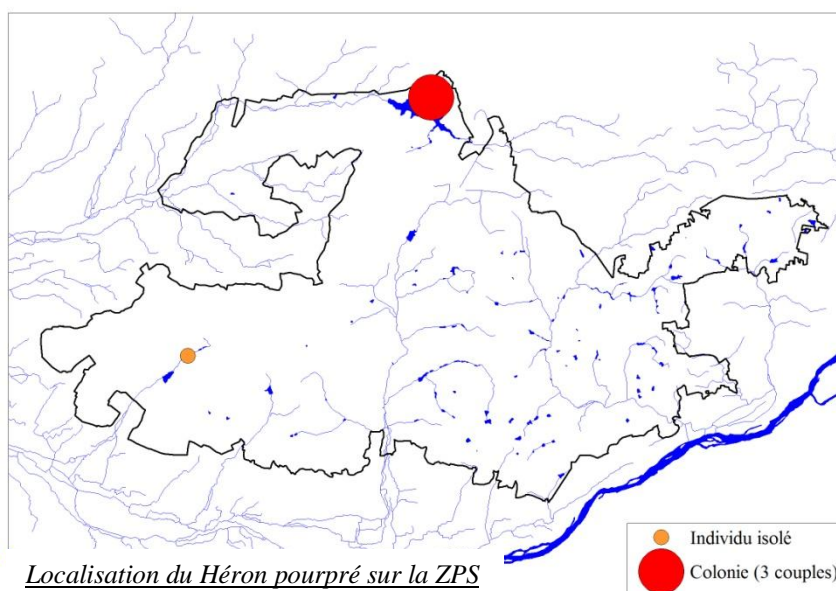 Individu isolé
Colonie (3 couples)
Localisation du Héron pourpré sur la ZPS